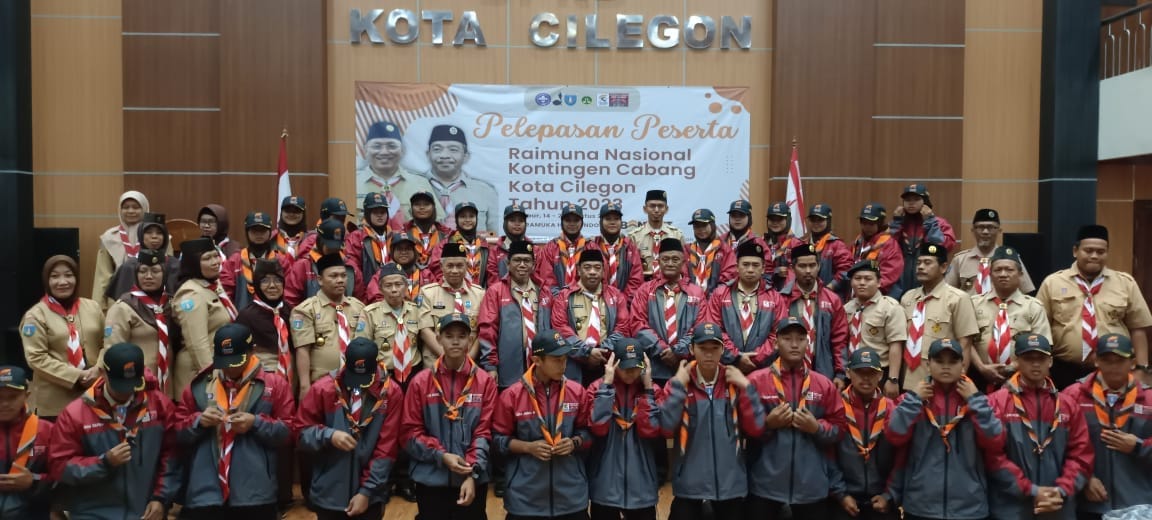 KOTA CILEGON
Pelepasan Peserta
Raimuna Nasional
Kontingen Cabang
Kota Cilegon
Tahun 2023